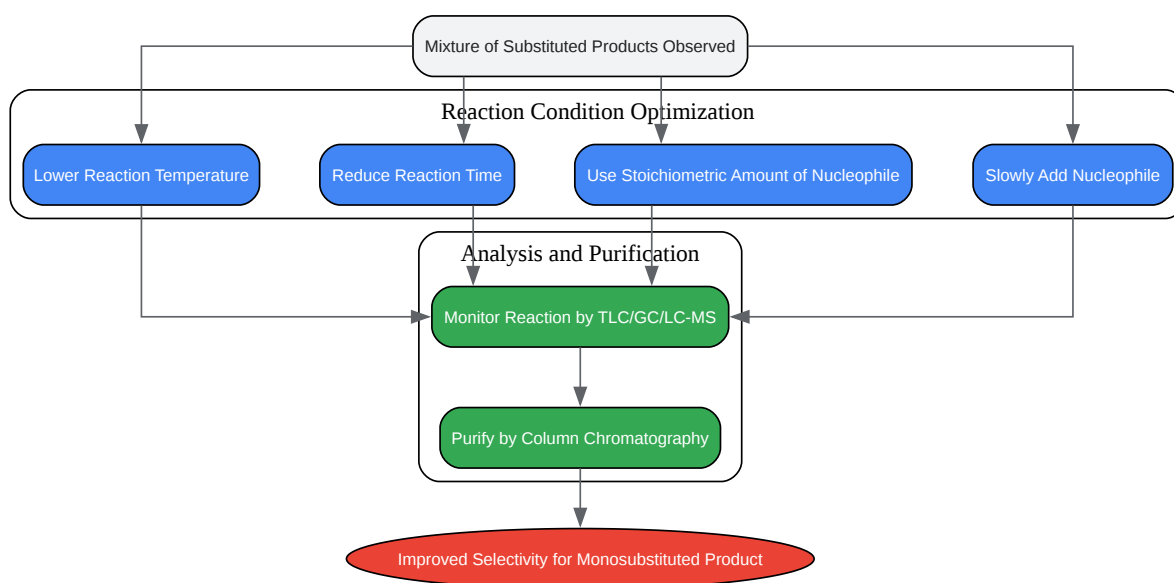 Mixture of Substituted Products Observed
Reaction Condition Optimization
Lower Reaction Temperature
Reduce Reaction Time
Use Stoichiometric Amount of Nucleophile
Slowly Add Nucleophile
Analysis and Purification
Monitor Reaction by TLC/GC/LC-MS
Purify by Column Chromatography
Improved Selectivity for Monosubstituted Product